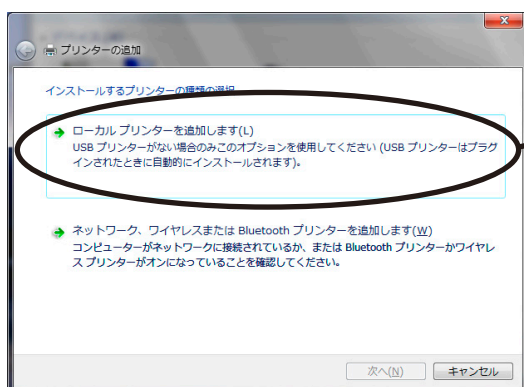 プリンターの追加
インストールするプリンターの種類の選択
ローカル プリンターを追加します(L)
USB プリンターがない場合のみこのオプションを使用してください (USB プリンターはプラグ
インされたときに自動的にインストールされます)。
ネットワーク、ワイヤレスまたは Bluetooth プリンターを追加します(W)
コンピューターがネットワークに接続されているか、または Bluetooth プリンターかワイヤレ
ス プリンターがオンになっていることを確認してください。
次へ(N)
キャンセル